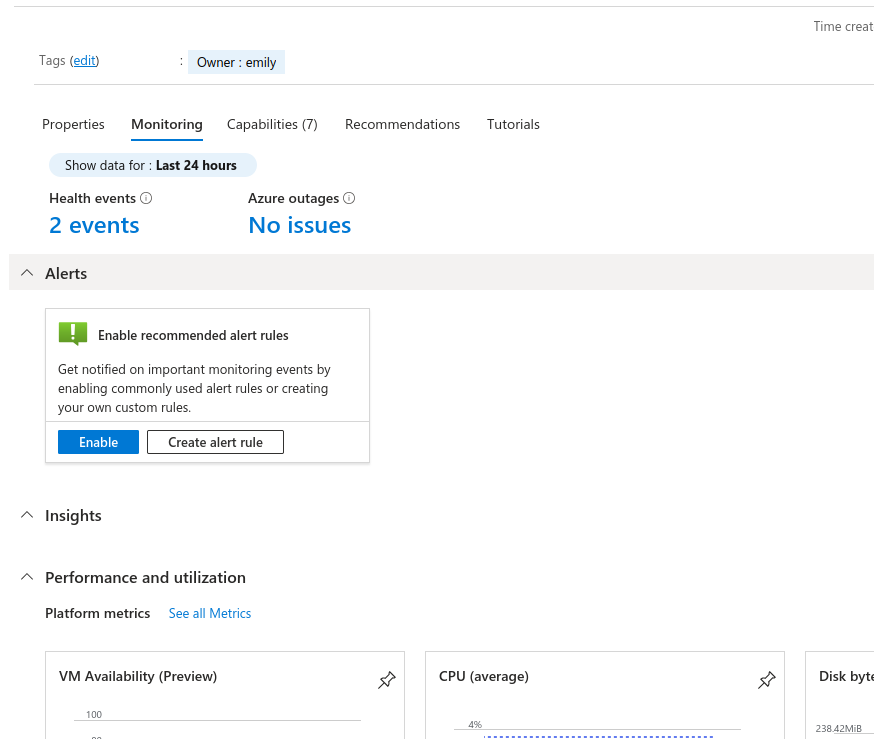 Time creat
Tags (edit) : Owner : emily
Properties Monitoring Capabilities (7) Recommendations Tutorials
Show data for : Last 24 hours
Health events Azure outages
2 events No issues
Alerts
Enable recommended alert rules
Get notified on important monitoring events by
enabling commonly used alert rules or creating
your own custom rules.
Enable Create alert rule
Insights
Performance and utilization
Platform metrics See all Metrics
VM Availability (Preview) CPU (average) Disk byte
100 4% 238.42MiB